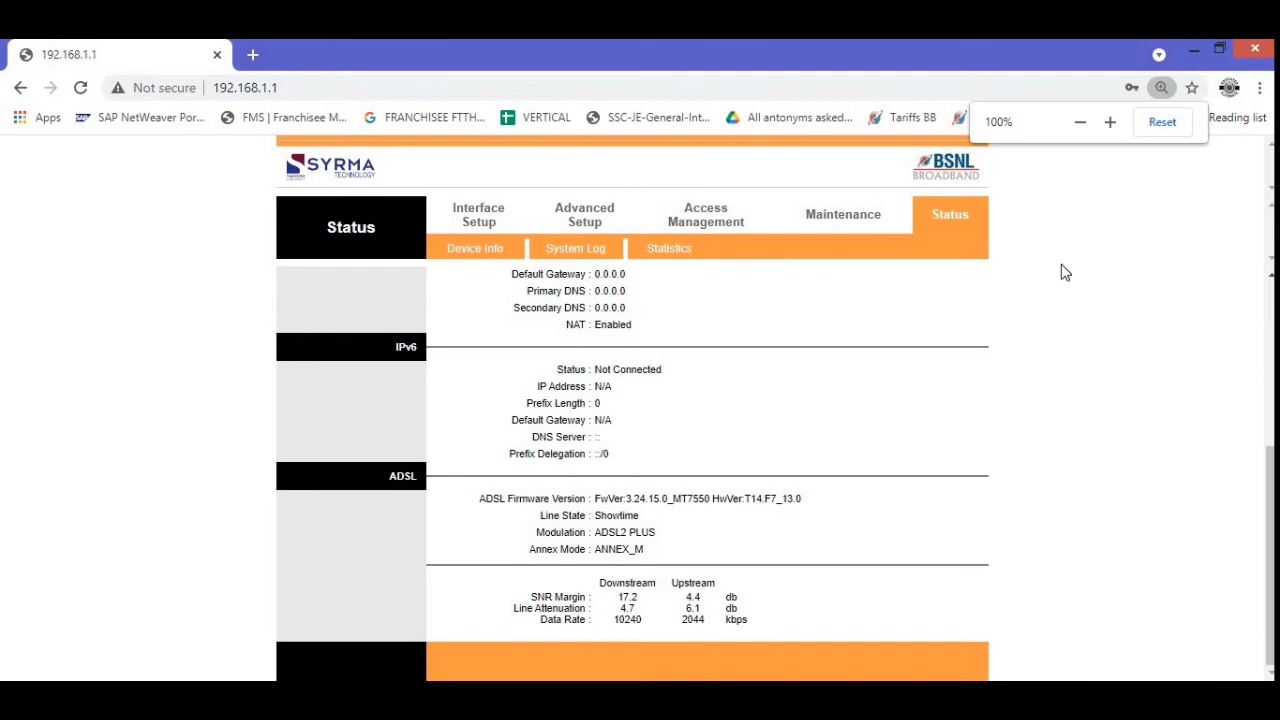 192.168.1.1
Not secure 192.168.1.1
Apps SAP NetWeaver Por... FMS | Franchisee M... FRANCHISEE FTTH... VERTICAL SSC-JE-General-Int... All antonyms asked... Tariffs BB Reading list
100% Reset
SYRMA TECHNOLOGY BSNL BROADBAND
Status Interface Setup Advanced Setup Access Management Maintenance Status
Device Info System Log Statistics
Default Gateway : 0.0.0.0
Primary DNS : 0.0.0.0
Secondary DNS : 0.0.0.0
NAT : Enabled
IPv6
Status : Not Connected
IP Address : N/A
Prefix Length : 0
Default Gateway : N/A
DNS Server : ::
Prefix Delegation : ::/0
ADSL
ADSL Firmware Version : FwVer:3.24.15.0_MT7550 HwVer:T14.F7_13.0
Line State : Showtime
Modulation : ADSL2 PLUS
Annex Mode : ANNEX_M
Downstream Upstream
SNR Margin : 17.2 4.4 db
Line Attenuation : 4.7 6.1 db
Data Rate : 10240 2044 kbps